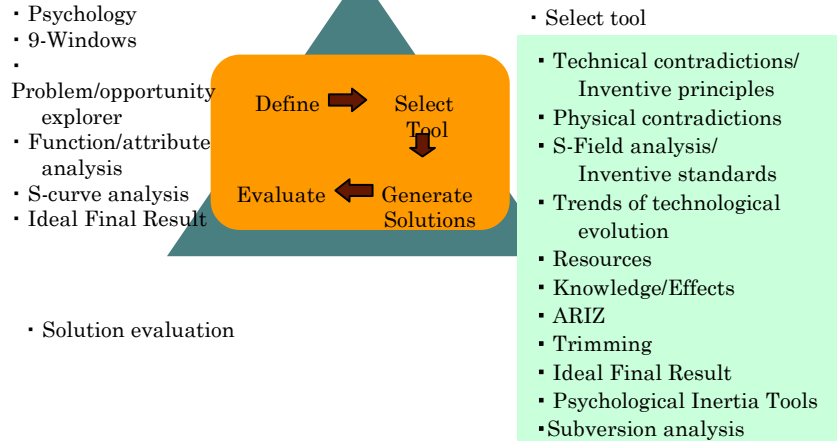 ・Psychology
・9-Windows
・
Problem/opportunity
explorer
・Function/attribute
analysis
・S-curve analysis
・Ideal Final Result
Define
Select
Tool
Evaluate
Generate
Solutions
・Solution evaluation
・Select tool
・Technical contradictions/
Inventive principles
・Physical contradictions
・S-Field analysis/
Inventive standards
・Trends of technological
evolution
・Resources
・Knowledge/Effects
・ARIZ
・Trimming
・Ideal Final Result
・Psychological Inertia Tools
・Subversion analysis